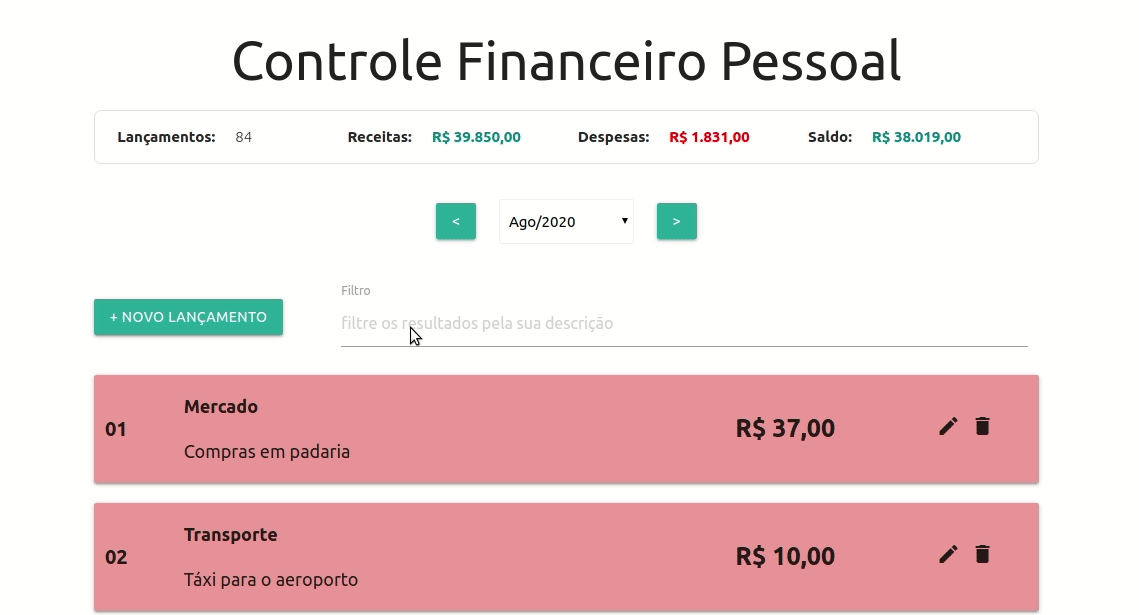 Controle Financeiro Pessoal
Lançamentos: 84 Receitas: R$ 39.850,00 Despesas: R$ 1.831,00 Saldo: R$ 38.019,00
< Ago/2020 >
Filtro
+ NOVO LANÇAMENTO filtre os resultados pela sua descrição
Mercado
01 R$ 37,00
Compras em padaria
Transporte
02 R$ 10,00
Táxi para o aeroporto